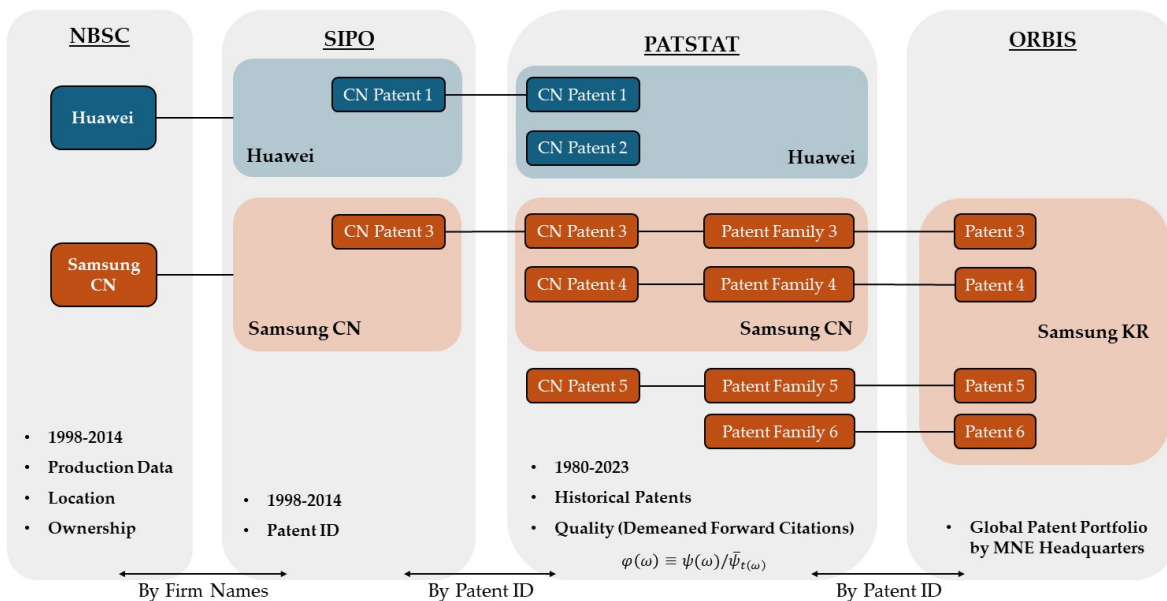 NBSC
SIPO
PATSTAT
ORBIS
Huawei
CN Patent 1
Huawei
CN Patent 1
CN Patent 2
Huawei
Samsung
CN
CN Patent 3
Samsung CN
CN Patent 3
Patent Family 3
CN Patent 4
Patent Family 4
Samsung CN
CN Patent 5
Patent Family 5
Patent Family 6
Patent 3
Patent 4
Samsung KR
Patent 5
Patent 6
• 1998-2014
• Production Data
• Location
• Ownership
• 1998-2014
• Patent ID
• 1980-2023
• Historical Patents
• Quality (Demeaned Forward Citations)
φ(ω) ≡ ψ(ω)/ψ̄_{t(ω)}
• Global Patent Portfolio
by MNE Headquarters
By Firm Names
By Patent ID
By Patent ID